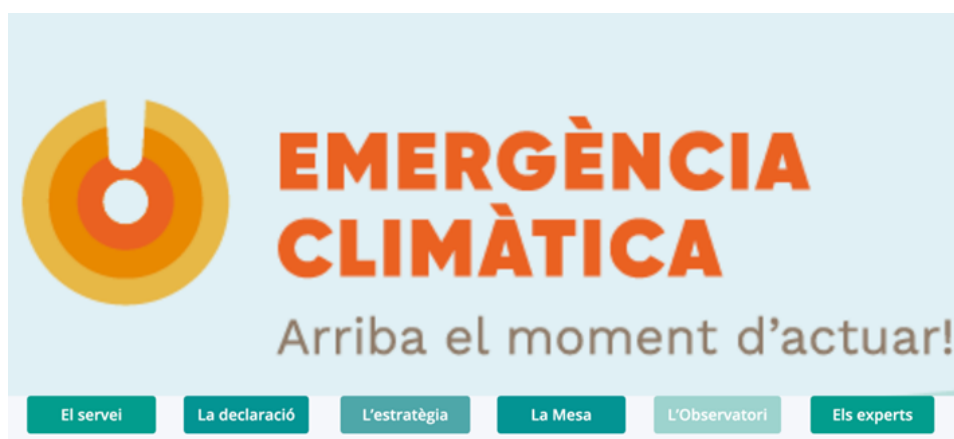 EMERGÈNCIA
CLIMÀTICA
Arriba el moment d'actuar!
El servei
La declaració
L'estratègia
La Mesa
L'Observatori
Els experts